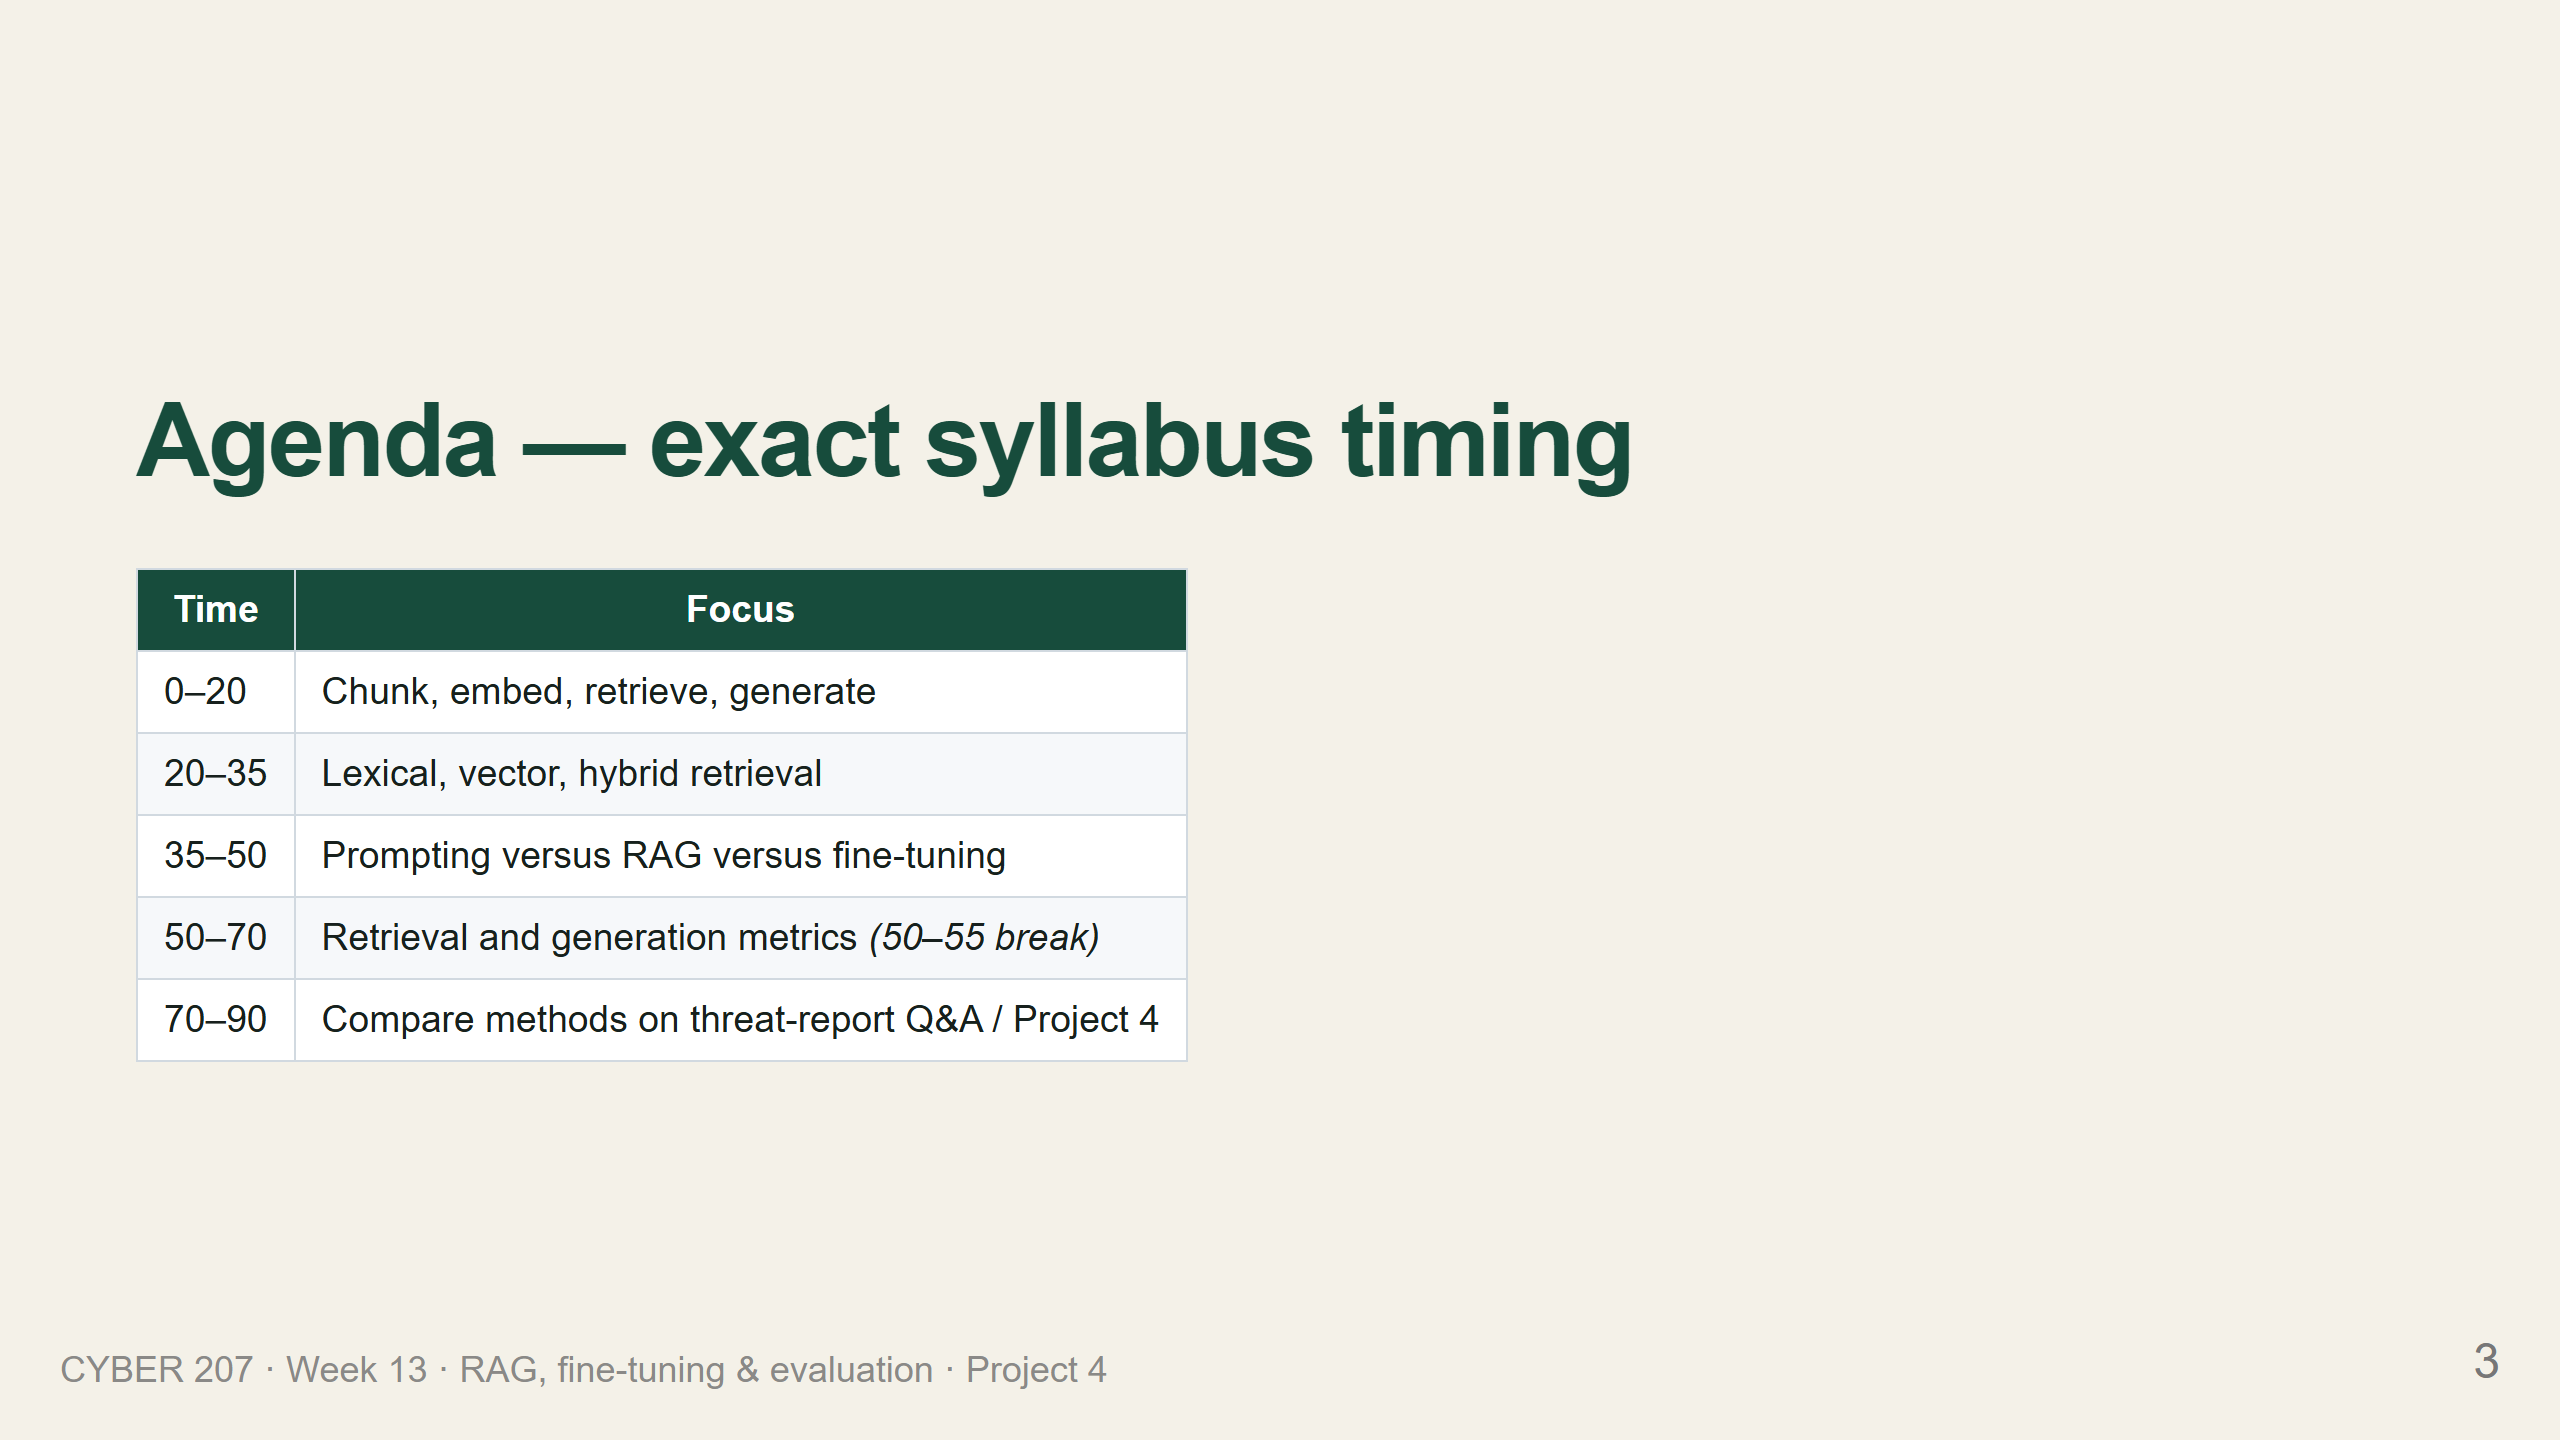 Agenda — exact syllabus timing
Time Focus
0–20 Chunk, embed, retrieve, generate
20–35 Lexical, vector, hybrid retrieval
35–50 Prompting versus RAG versus fine-tuning
50–70 Retrieval and generation metrics (50–55 break)
70–90 Compare methods on threat-report Q&A / Project 4
CYBER 207 · Week 13 · RAG, fine-tuning & evaluation · Project 4
3